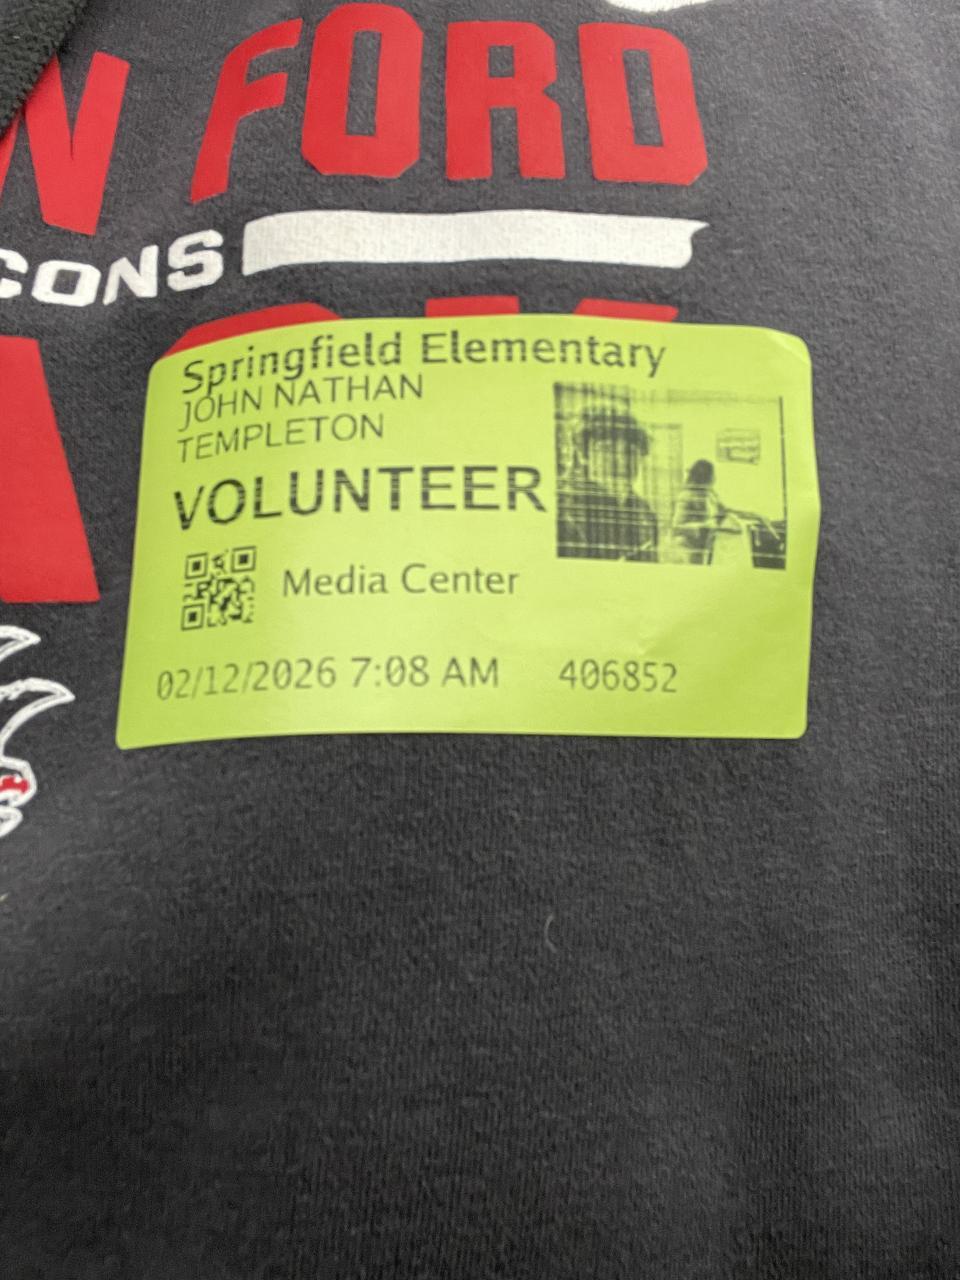 N FORD
CONS
Springfield Elementary
JOHN NATHAN
TEMPLETON
VOLUNTEER
Media Center
02/12/2026 7:08 AM 406852